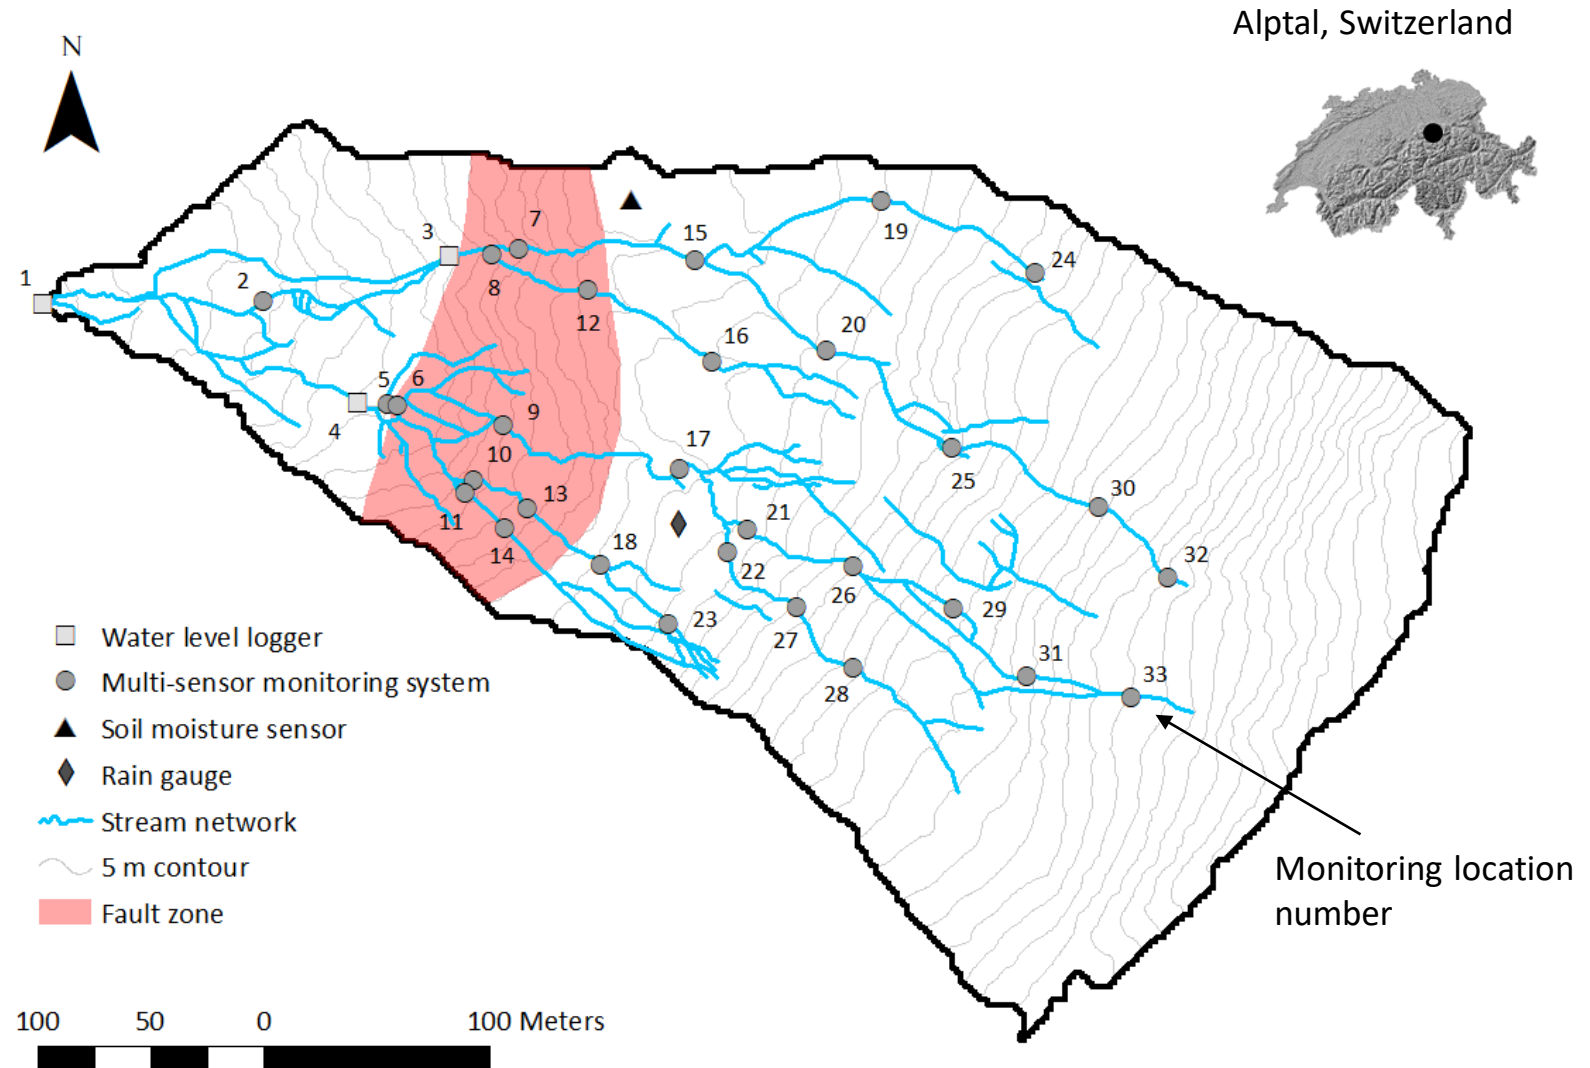 Alptal, Switzerland
N
1
2
3
4
5
6
7
8
9
10
11
12
13
14
15
16
17
18
19
20
21
22
23
24
25
26
27
28
29
30
31
32
33
Water level logger
Multi-sensor monitoring system
Soil moisture sensor
Rain gauge
Stream network
5 m contour
Fault zone
Monitoring location
number
100 50 0 100 Meters